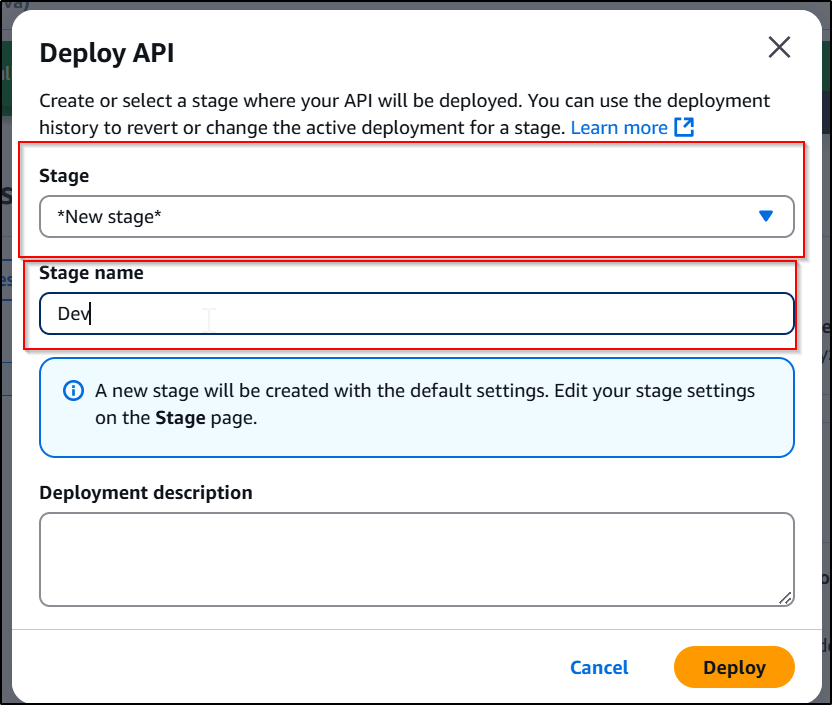 Deploy API
Create or select a stage where your API will be deployed. You can use the deployment
history to revert or change the active deployment for a stage. Learn more
Stage
*New stage*
Stage name
Dev
A new stage will be created with the default settings. Edit your stage settings
on the Stage page.
Deployment description
Cancel
Deploy